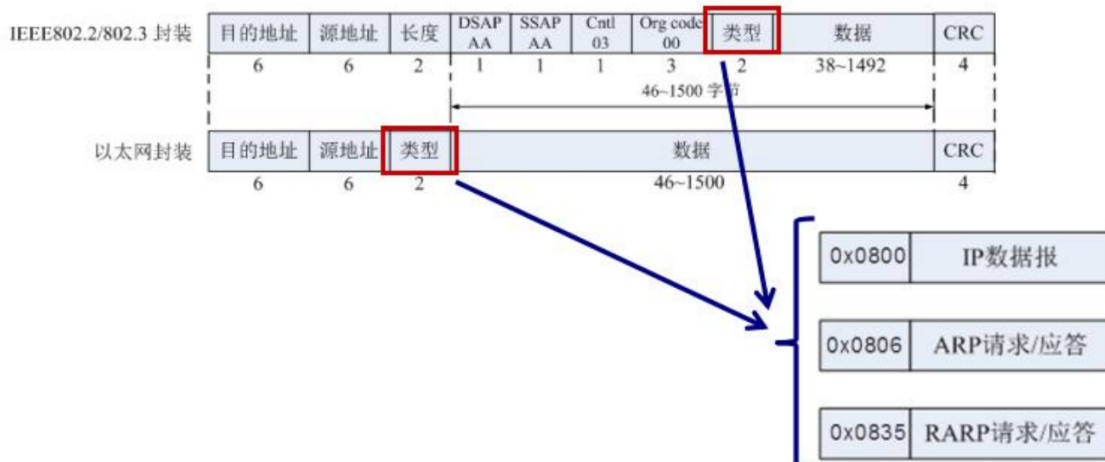 IEEE802.2/802.3 封装 目的地址 源地址 长度 DSAP AA SSAP AA Cntl 03 Org code 00 类型 数据 CRC
6 6 2 1 1 1 3 2 38~1492 4
46~1500 字节
以太网封装 目的地址 源地址 类型 数据 CRC
6 6 2 46~1500 4
0x0800 IP数据报
0x0806 ARP请求/应答
0x0835 RARP请求/应答